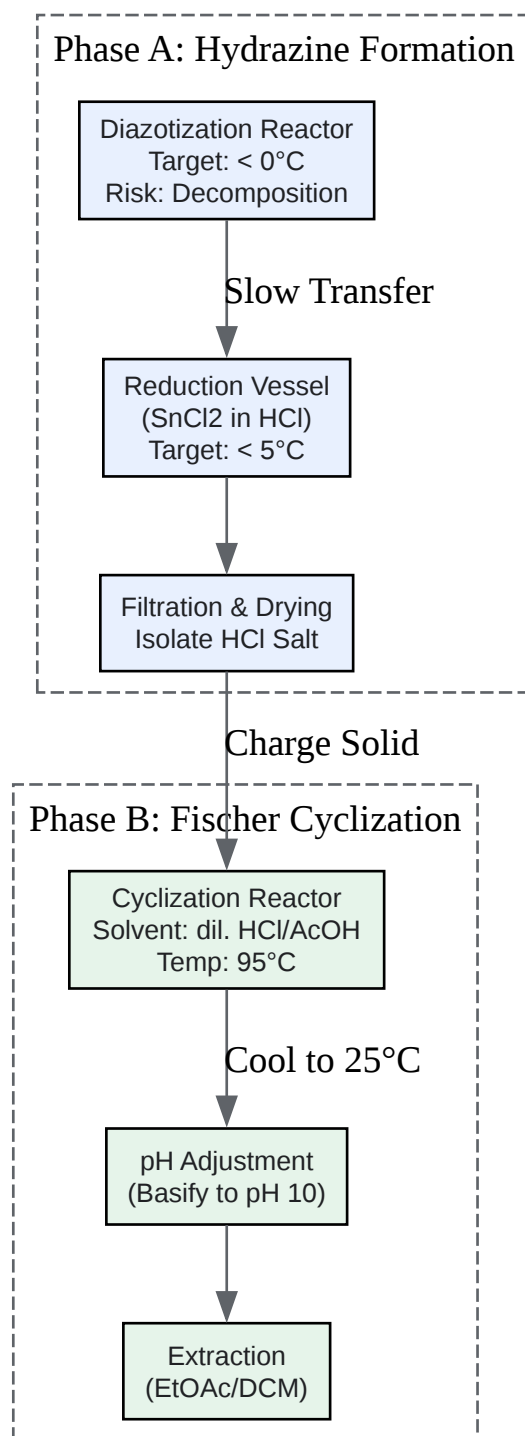 Phase A: Hydrazine Formation
Diazotization Reactor
Target: < 0°C
Risk: Decomposition
Slow Transfer
Reduction Vessel
(SnCl2 in HCl)
Target: < 5°C
Filtration & Drying
Isolate HCl Salt
Charge Solid
Phase B: Fischer Cyclization
Cyclization Reactor
Solvent: dil. HCl/AcOH
Temp: 95°C
Cool to 25°C
pH Adjustment
(Basify to pH 10)
Extraction
(EtOAc/DCM)